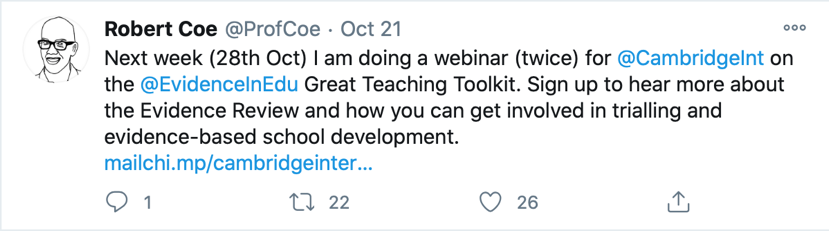 Robert Coe @ProfCoe · Oct 21
Next week (28th Oct) I am doing a webinar (twice) for @CambridgeInt on
the @EvidenceInEdu Great Teaching Toolkit. Sign up to hear more about
the Evidence Review and how you can get involved in trialling and
evidence-based school development.
mailchi.mp/cambridgeinter...
1 22 26